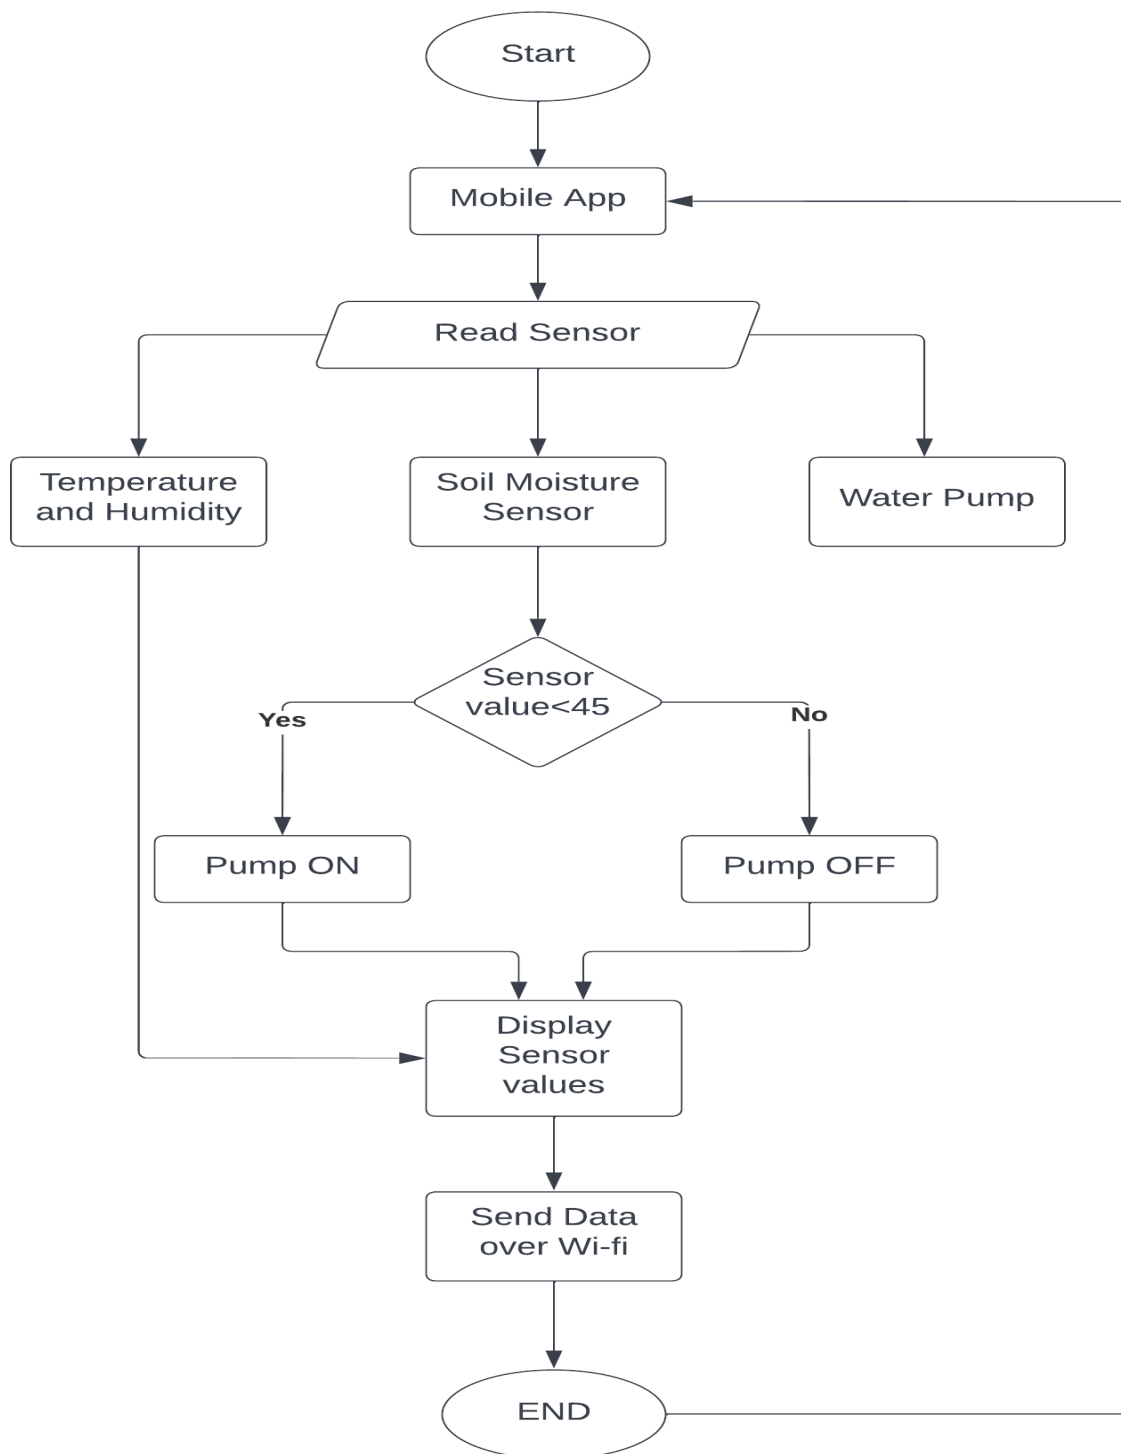 Start
Mobile App
Read Sensor
Temperature
and Humidity
Soil Moisture
Sensor
Water Pump
Sensor
value<45
Yes
No
Pump ON
Pump OFF
Display
Sensor
values
Send Data
over Wi-fi
END